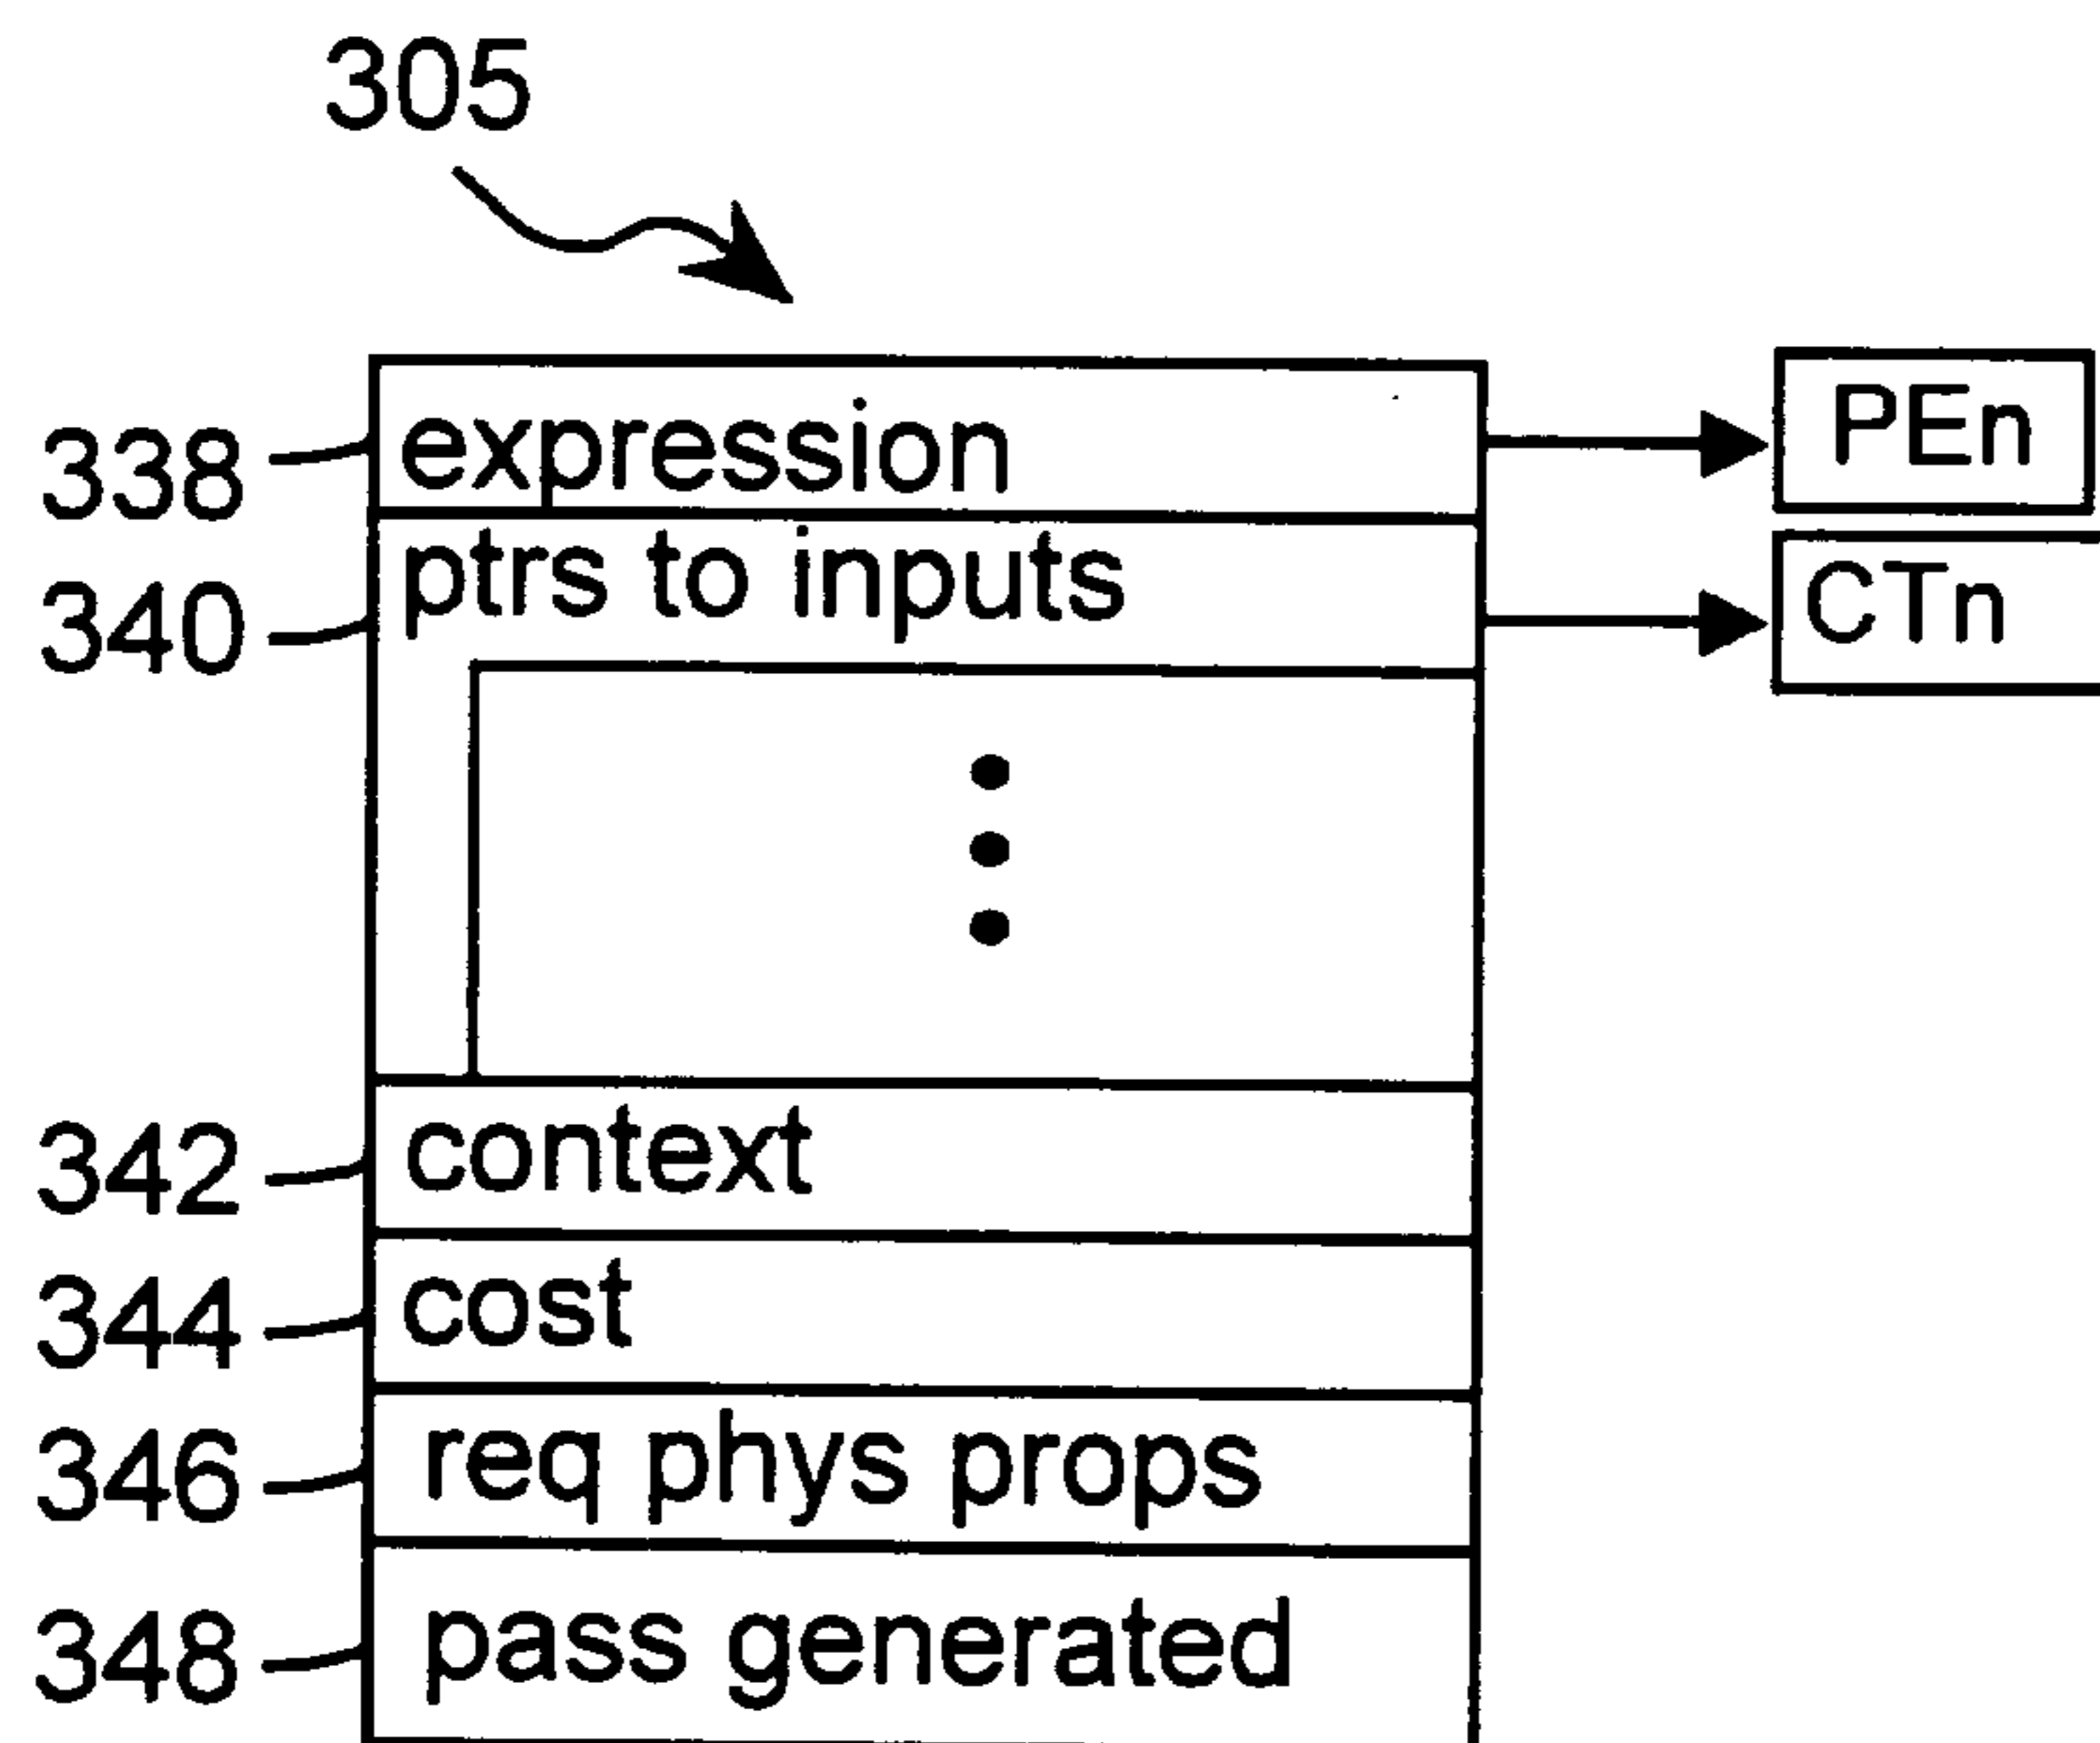 305
338 expression PEn
340 ptrs to inputs CTn
342 context
344 cost
346 req phys props
348 pass generated